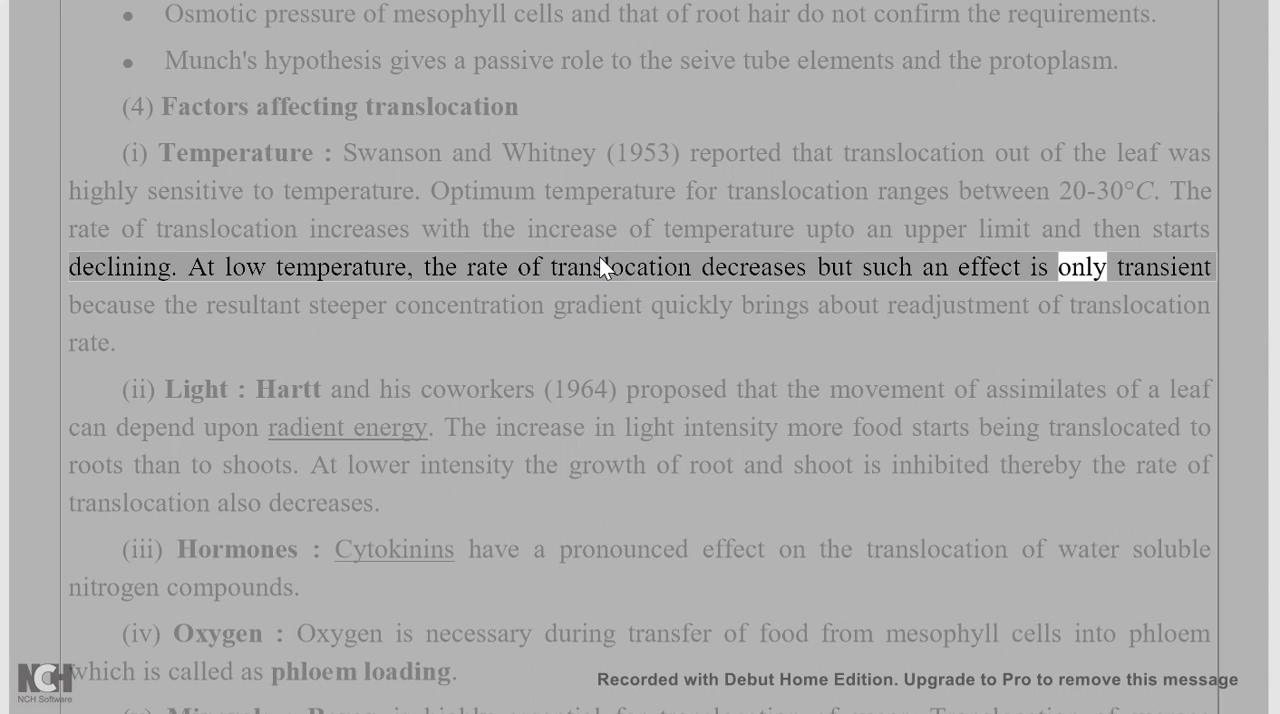 • Osmotic pressure of mesophyll cells and that of root hair do not confirm the requirements.
• Munch's hypothesis gives a passive role to the seive tube elements and the protoplasm.
(4) Factors affecting translocation
(i) Temperature : Swanson and Whitney (1953) reported that translocation out of the leaf was
highly sensitive to temperature. Optimum temperature for translocation ranges between 20-30°C. The
rate of translocation increases with the increase of temperature upto an upper limit and then starts
declining. At low temperature, the rate of translocation decreases but such an effect is only transient
because the resultant steeper concentration gradient quickly brings about readjustment of translocation
rate.
(ii) Light : Hartt and his coworkers (1964) proposed that the movement of assimilates of a leaf
can depend upon radient energy. The increase in light intensity more food starts being translocated to
roots than to shoots. At lower intensity the growth of root and shoot is inhibited thereby the rate of
translocation also decreases.
(iii) Hormones : Cytokinins have a pronounced effect on the translocation of water soluble
nitrogen compounds.
(iv) Oxygen : Oxygen is necessary during transfer of food from mesophyll cells into phloem
which is called as phloem loading.
NCH
NCH Software
Recorded with Debut Home Edition. Upgrade to Pro to remove this message